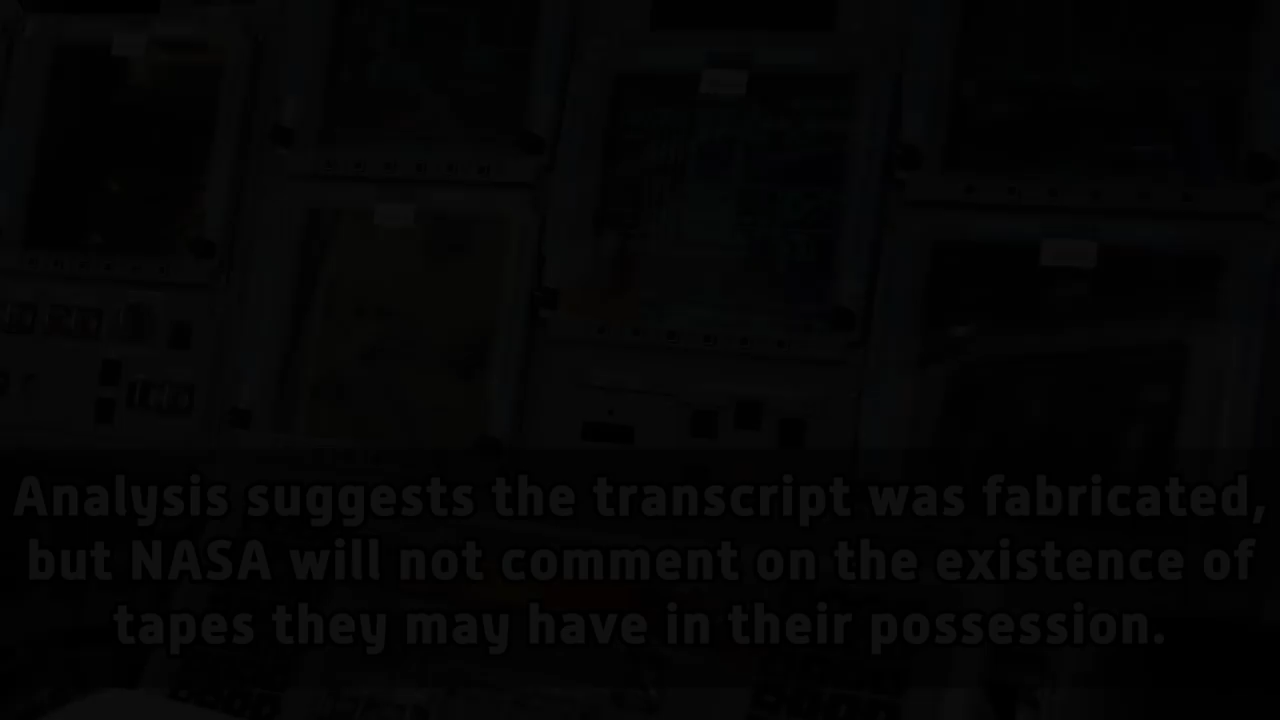 Analysis suggests the transcript was fabricated,
but NASA will not comment on the existence of
tapes they may have in their possession.